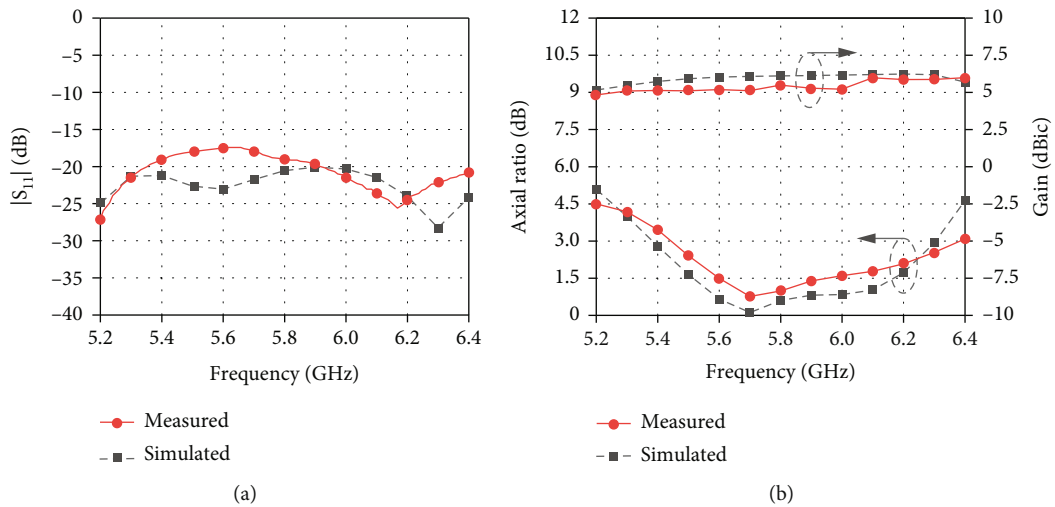 0
−5
−10
−15
−20
−25
−30
−35
−40
|S11| (dB)
5.2 5.4 5.6 5.8 6.0 6.2 6.4
Frequency (GHz)
Measured
Simulated
(a)
12
10.5
9
7.5
6.0
4.5
3.0
1.5
0
Axial ratio (dB)
10
7.5
5
2.5
0
−2.5
−5
−7.5
−10
Gain (dBic)
5.2 5.4 5.6 5.8 6.0 6.2 6.4
Frequency (GHz)
Measured
Simulated
(b)